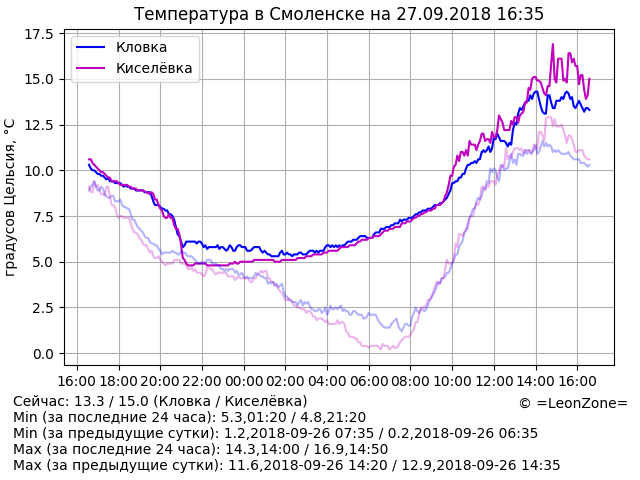 Температура в Смоленске на 27.09.2018 16:35
градусов Цельсия, °C
17.5
15.0
12.5
10.0
7.5
5.0
2.5
0.0
Кловка
Киселёвка
16:00 18:00 20:00 22:00 00:00 02:00 04:00 06:00 08:00 10:00 12:00 14:00 16:00
Сейчас: 13.3 / 15.0 (Кловка / Киселёвка)
© =LeonZone=
Min (за последние 24 часа): 5.3,01:20 / 4.8,21:20
Min (за предыдущие сутки): 1.2,2018-09-26 07:35 / 0.2,2018-09-26 06:35
Max (за последние 24 часа): 14.3,14:00 / 16.9,14:50
Max (за предыдущие сутки): 11.6,2018-09-26 14:20 / 12.9,2018-09-26 14:35